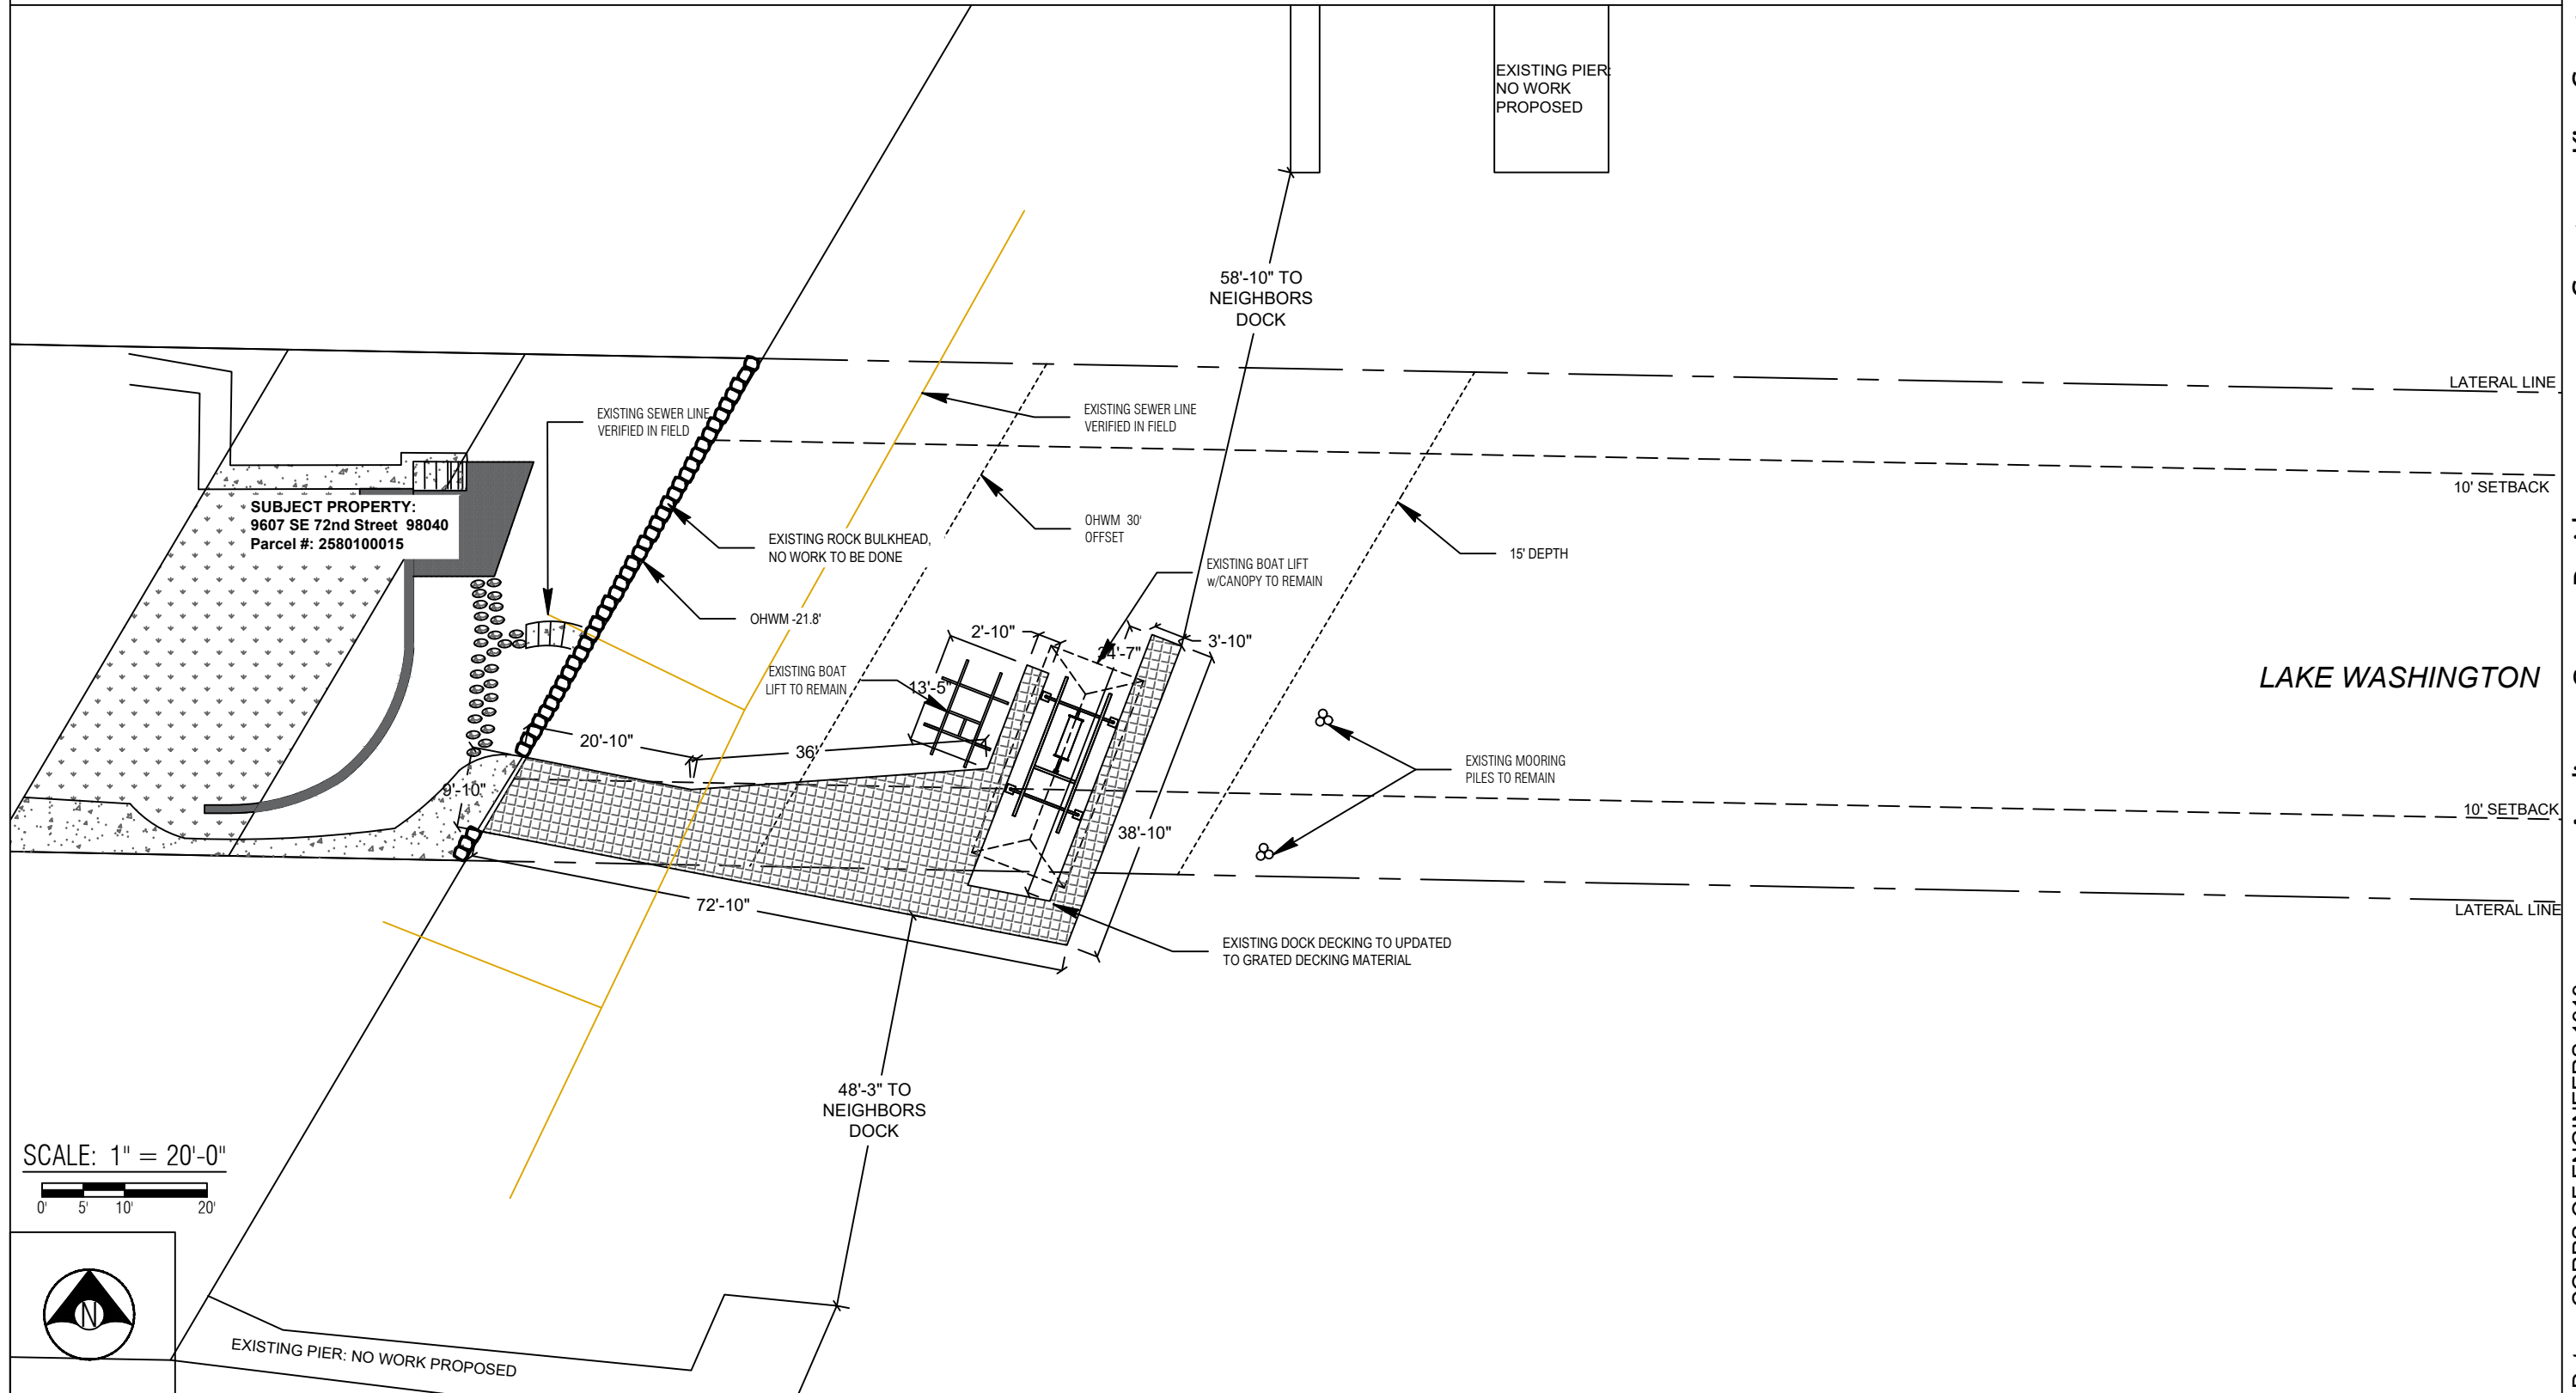 EXISTING PIER:
NO WORK
PROPOSED
58'-10" TO
NEIGHBORS
DOCK
LATERAL LINE
EXISTING SEWER LINE
VERIFIED IN FIELD
EXISTING SEWER LINE
VERIFIED IN FIELD
10' SETBACK
SUBJECT PROPERTY:
9607 SE 72nd Street 98040
Parcel #: 2580100015
EXISTING ROCK BULKHEAD,
NO WORK TO BE DONE
OHWM 30'
OFFSET
15' DEPTH
EXISTING BOAT LIFT
w/CANOPY TO REMAIN
OHWM -21.8'
2'-10"
3'-10"
34'-7"
EXISTING BOAT
LIFT TO REMAIN
13'-5"
LAKE WASHINGTON
20'-10"
36'
EXISTING MOORING
PILES TO REMAIN
9'-10"
10' SETBACK
38'-10"
72'-10"
LATERAL LINE
EXISTING DOCK DECKING TO UPDATED
TO GRATED DECKING MATERIAL
48'-3" TO
NEIGHBORS
DOCK
SCALE: 1" = 20'-0"
0' 5' 10' 20'
N
EXISTING PIER: NO WORK PROPOSED